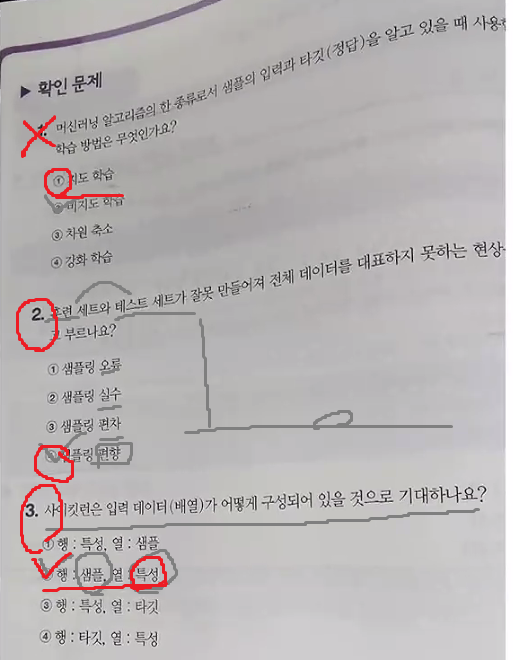 ▶ 확인 문제
1. 머신러닝 알고리즘의 한 종류로서 샘플의 입력과 타깃(정답)을 알고 있을 때 사용할
학습 방법은 무엇인가요?
① 지도 학습
② 비지도 학습
③ 차원 축소
④ 강화 학습
2. 훈련 세트와 테스트 세트가 잘못 만들어져 전체 데이터를 대표하지 못하는 현상
고 부르나요?
① 샘플링 오류
② 샘플링 실수
③ 샘플링 편차
④ 샘플링 편향
3. 사이킷런은 입력 데이터(배열)가 어떻게 구성되어 있을 것으로 기대하나요?
① 행 : 특성, 열 : 샘플
② 행 : 샘플, 열 : 특성
③ 행 : 특성, 열 : 타깃
④ 행 : 타깃, 열 : 특성